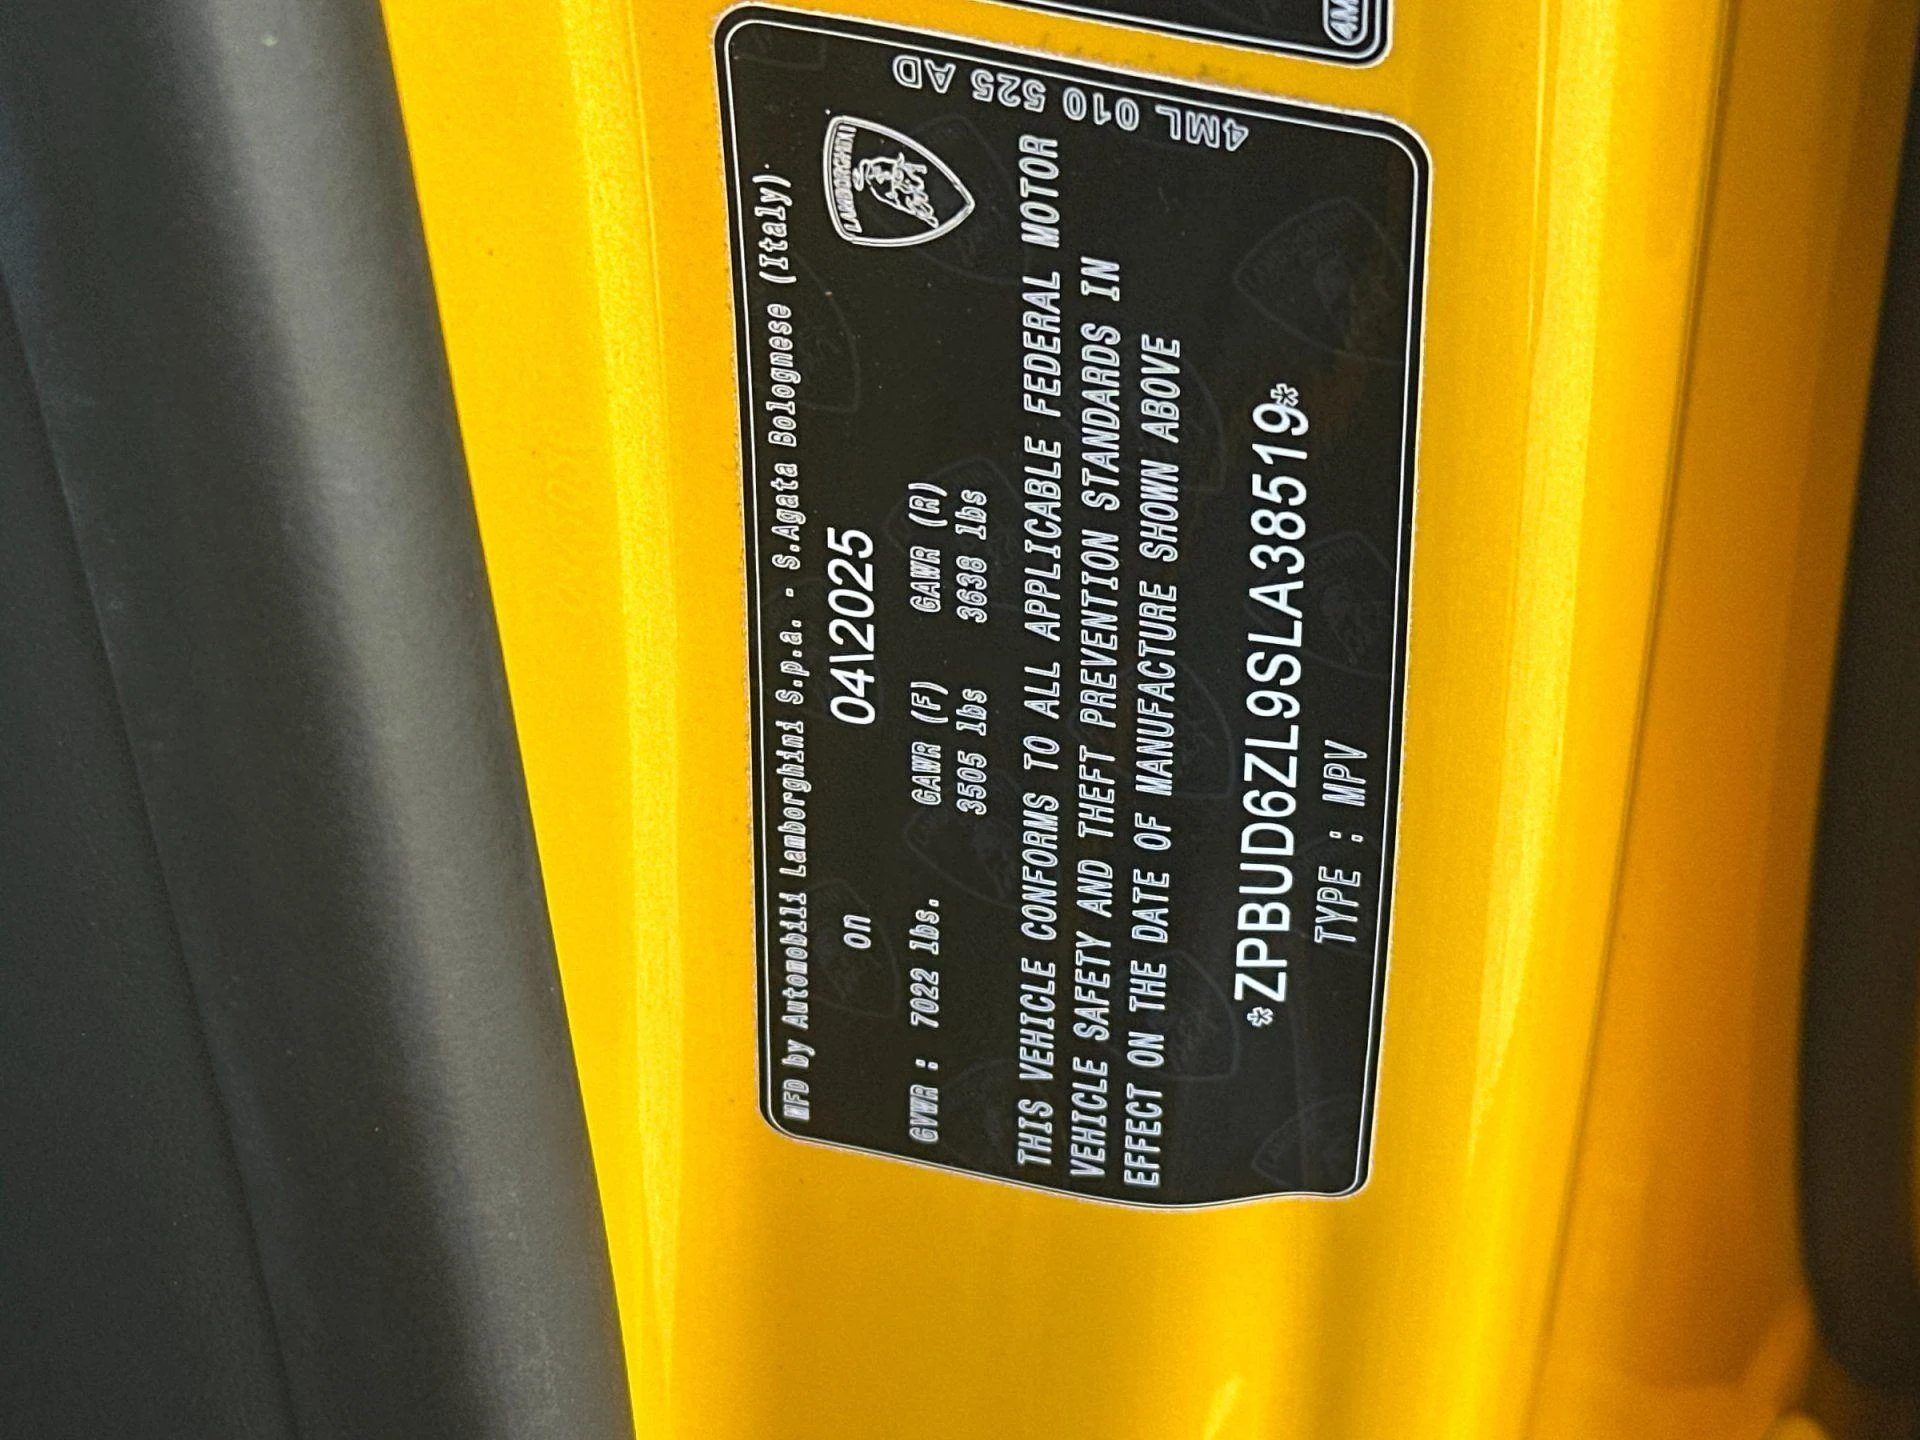 4M
4ML 010 525 AD
MFD by Automobili Lamborghini S.p.a. - S.Agata Bolognese (Italy)
LAMBORGHINI
on 04\2025
GVWR : 7022 lbs. GAWR (F) GAWR (R)
3505 lbs 3638 lbs
THIS VEHICLE CONFORMS TO ALL APPLICABLE FEDERAL MOTOR
VEHICLE SAFETY AND THEFT PREVENTION STANDARDS IN
EFFECT ON THE DATE OF MANUFACTURE SHOWN ABOVE
*ZPBUD6ZL9SLA38519*
TYPE : MPV